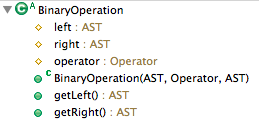 BinaryOperation
left : AST
right : AST
operator : Operator
BinaryOperation(AST, Operator, AST)
getLeft() : AST
getRight() : AST